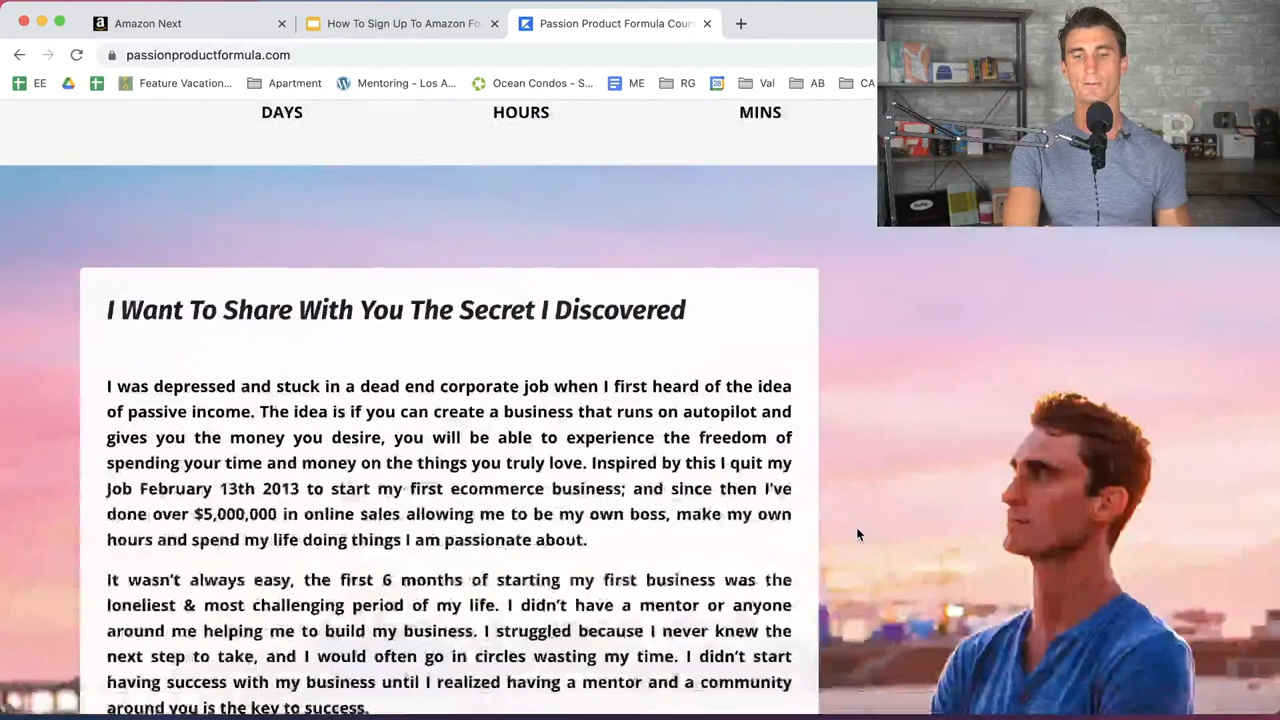 Amazon Next
How To Sign Up To Amazon Fo
Passion Product Formula Cours
passionproductformula.com
EE
Feature Vacation...
Apartment
Mentoring - Los A...
Ocean Condos - S...
ME
RG
28
Val
AB
CA
DAYS HOURS MINS
I Want To Share With You The Secret I Discovered
I was depressed and stuck in a dead end corporate job when I first heard of the idea
of passive income. The idea is if you can create a business that runs on autopilot and
gives you the money you desire, you will be able to experience the freedom of
spending your time and money on the things you truly love. Inspired by this I quit my
Job February 13th 2013 to start my first ecommerce business; and since then I've
done over $5,000,000 in online sales allowing me to be my own boss, make my own
hours and spend my life doing things I am passionate about.
It wasn't always easy, the first 6 months of starting my first business was the
loneliest & most challenging period of my life. I didn't have a mentor or anyone
around me helping me to build my business. I struggled because I never knew the
next step to take, and I would often go in circles wasting my time. I didn't start
having success with my business until I realized having a mentor and a community
around you is the key to success.
R